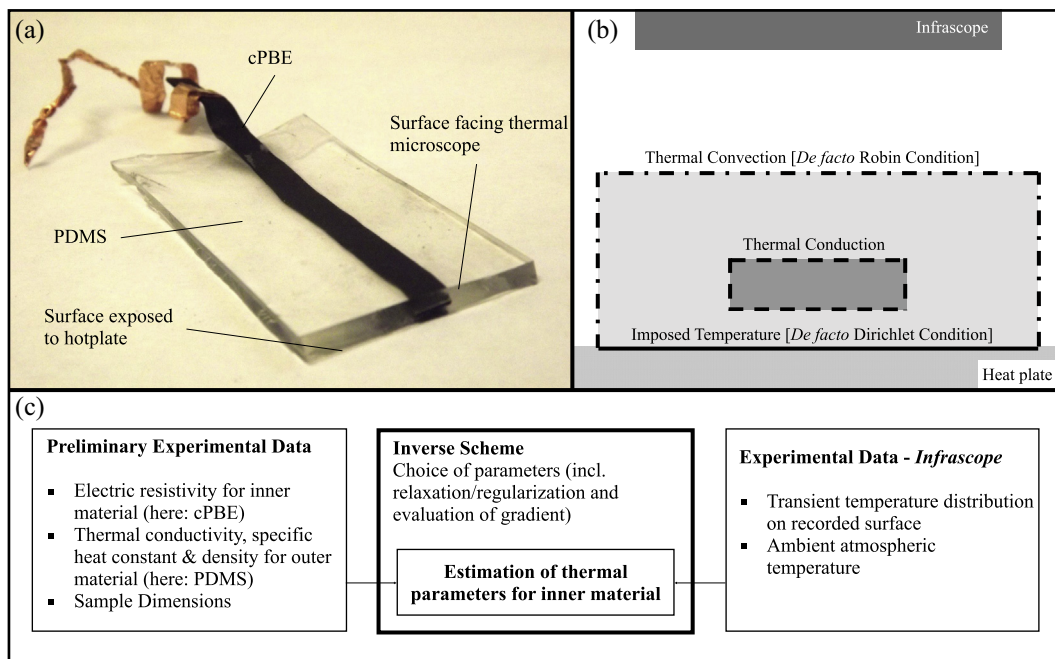 (a)
cPBE
Surface facing thermal
microscope
PDMS
Surface exposed
to hotplate
(b)
Infrascope
Thermal Convection [De facto Robin Condition]
Thermal Conduction
Imposed Temperature [De facto Dirichlet Condition]
Heat plate
(c)
Preliminary Experimental Data
▪ Electric resistivity for inner
material (here: cPBE)
▪ Thermal conductivity, specific
heat constant & density for outer
material (here: PDMS)
▪ Sample Dimensions
Inverse Scheme
Choice of parameters (incl.
relaxation/regularization and
evaluation of gradient)
Estimation of thermal
parameters for inner material
Experimental Data - Infrascope
▪ Transient temperature distribution
on recorded surface
▪ Ambient atmospheric
temperature